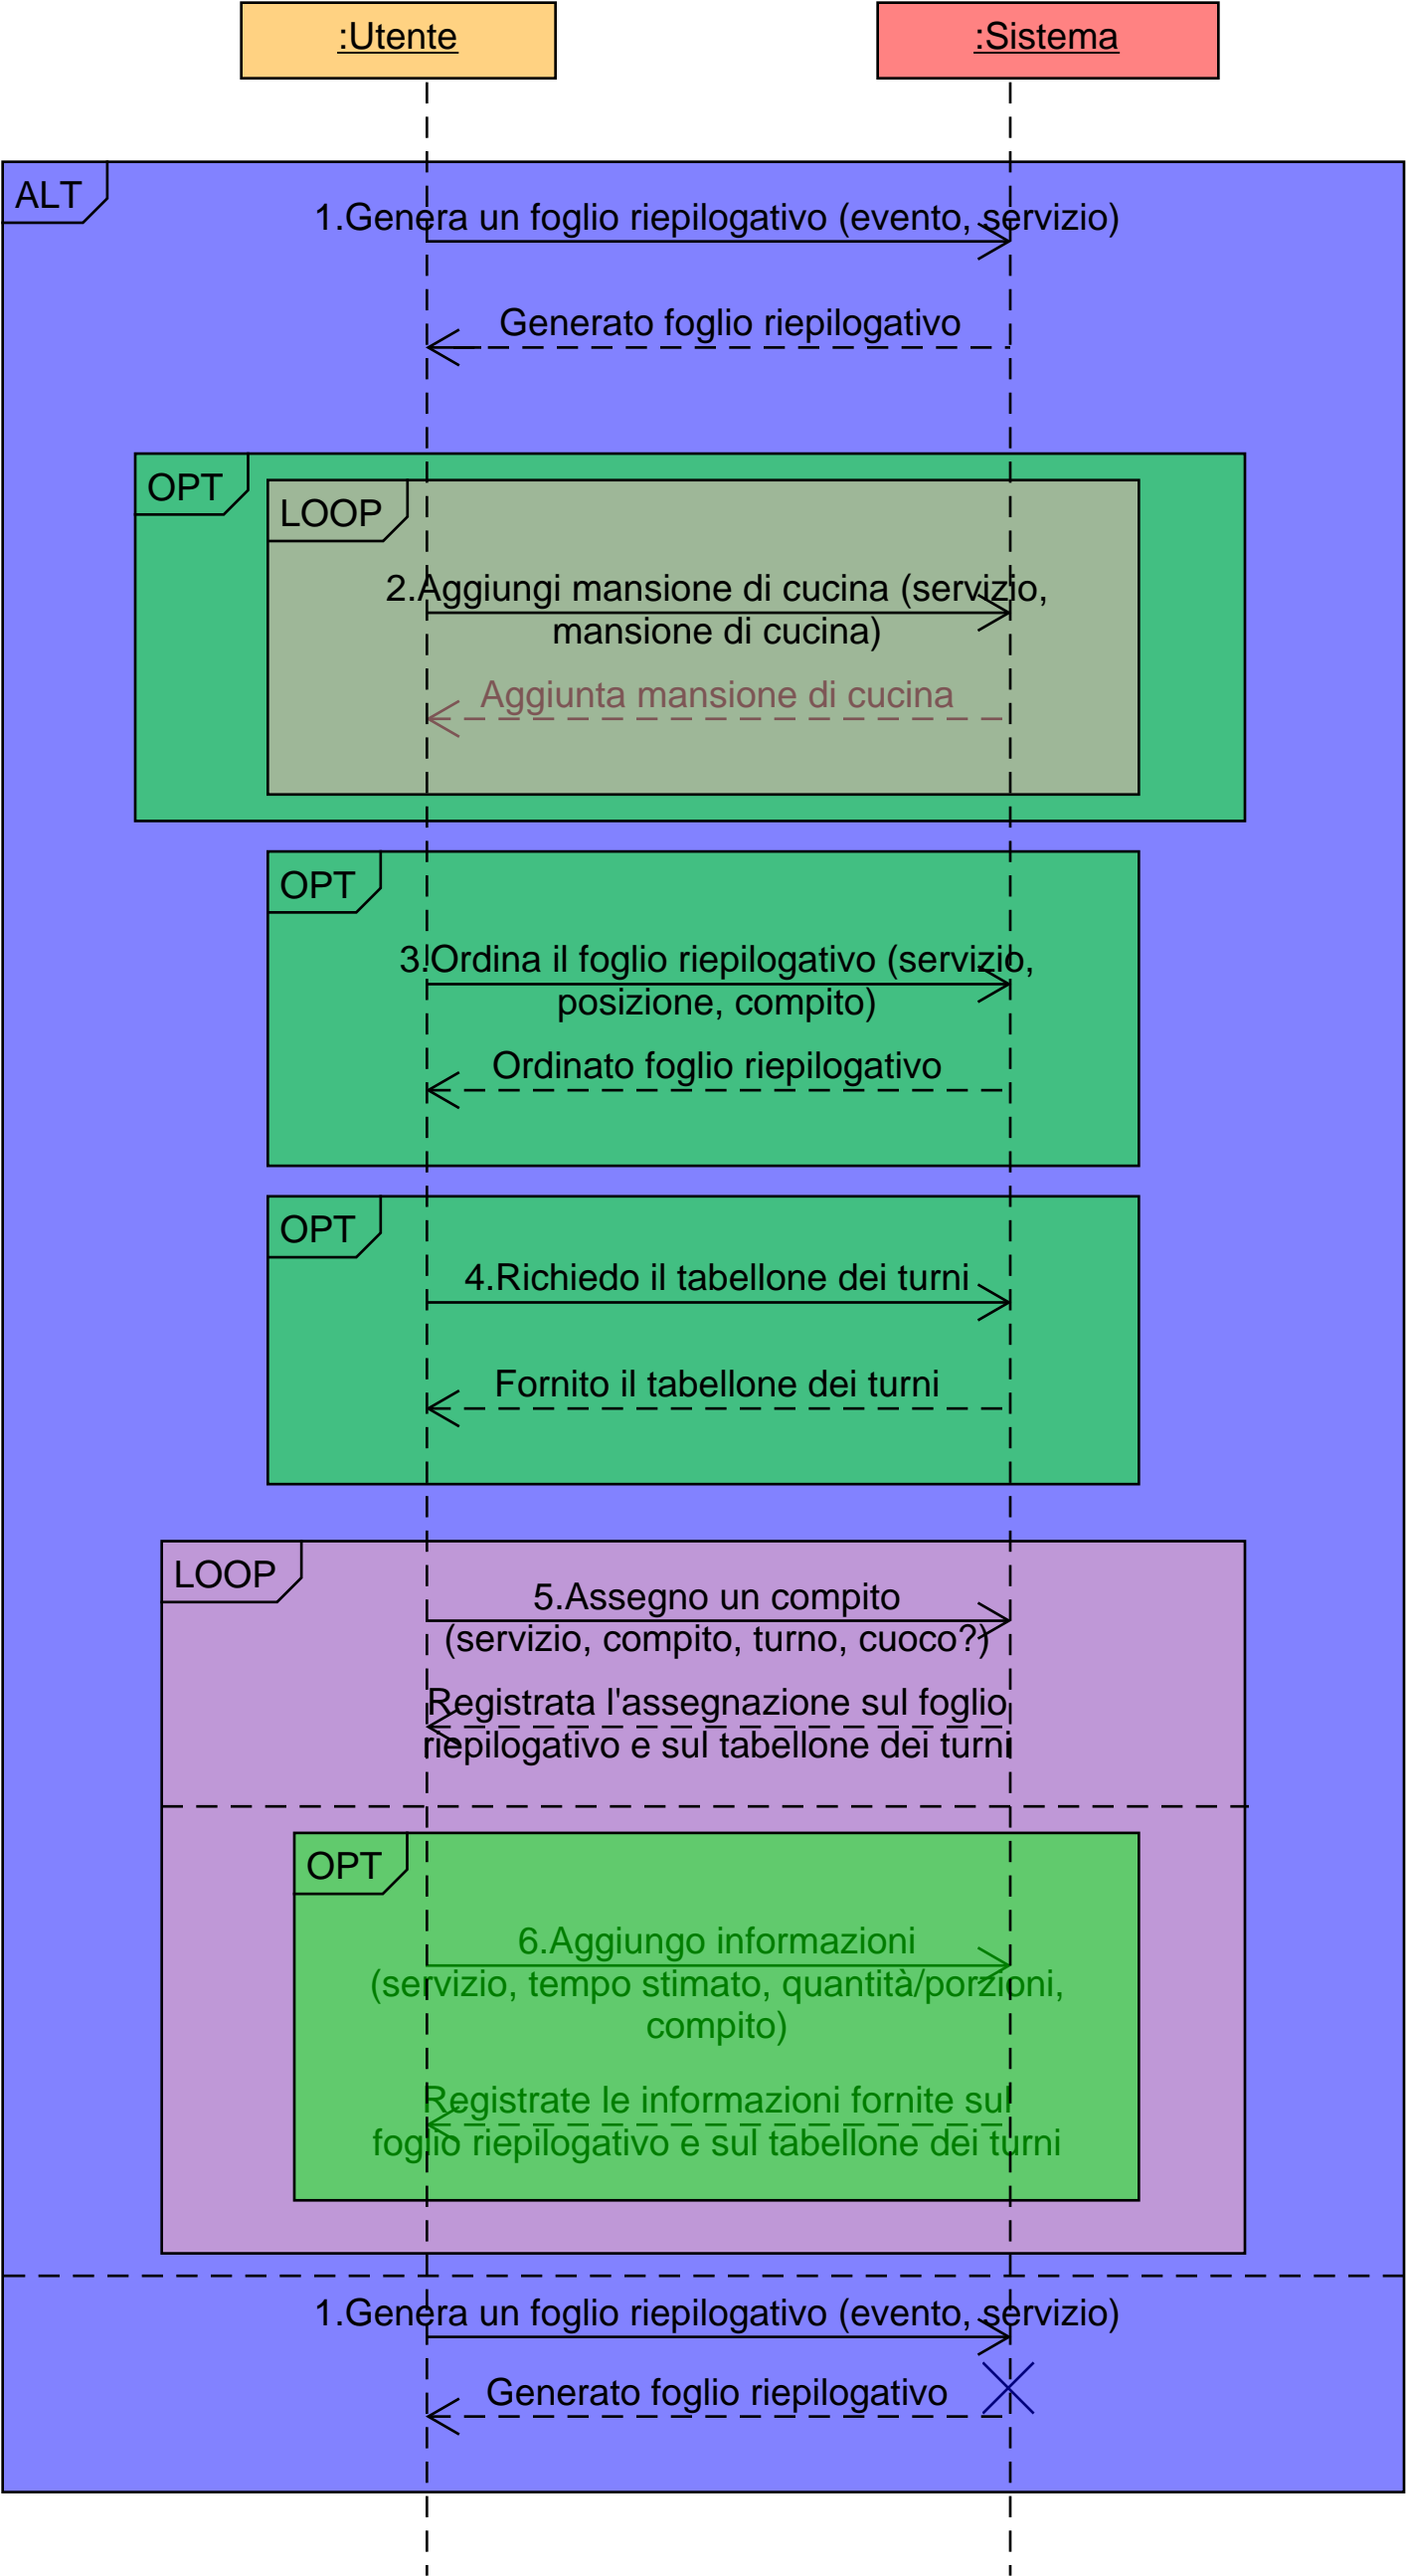 :Utente
:Sistema
ALT
1.Genera un foglio riepilogativo (evento, servizio)
Generato foglio riepilogativo
OPT
LOOP
2.Aggiungi mansione di cucina (servizio,
mansione di cucina)
Aggiunta mansione di cucina
OPT
3.Ordina il foglio riepilogativo (servizio,
posizione, compito)
Ordinato foglio riepilogativo
OPT
4.Richiedo il tabellone dei turni
Fornito il tabellone dei turni
LOOP
5.Assegno un compito
(servizio, compito, turno, cuoco?)
Registrata l'assegnazione sul foglio
riepilogativo e sul tabellone dei turni
OPT
6.Aggiungo informazioni
(servizio, tempo stimato, quantità/porzioni,
compito)
Registrate le informazioni fornite sul
foglio riepilogativo e sul tabellone dei turni
1.Genera un foglio riepilogativo (evento, servizio)
Generato foglio riepilogativo